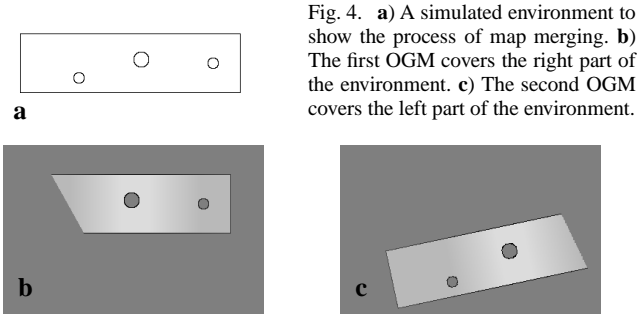 Fig. 4. a) A simulated environment to
show the process of map merging. b)
The first OGM covers the right part of
the environment. c) The second OGM
covers the left part of the environment.
a
b
c